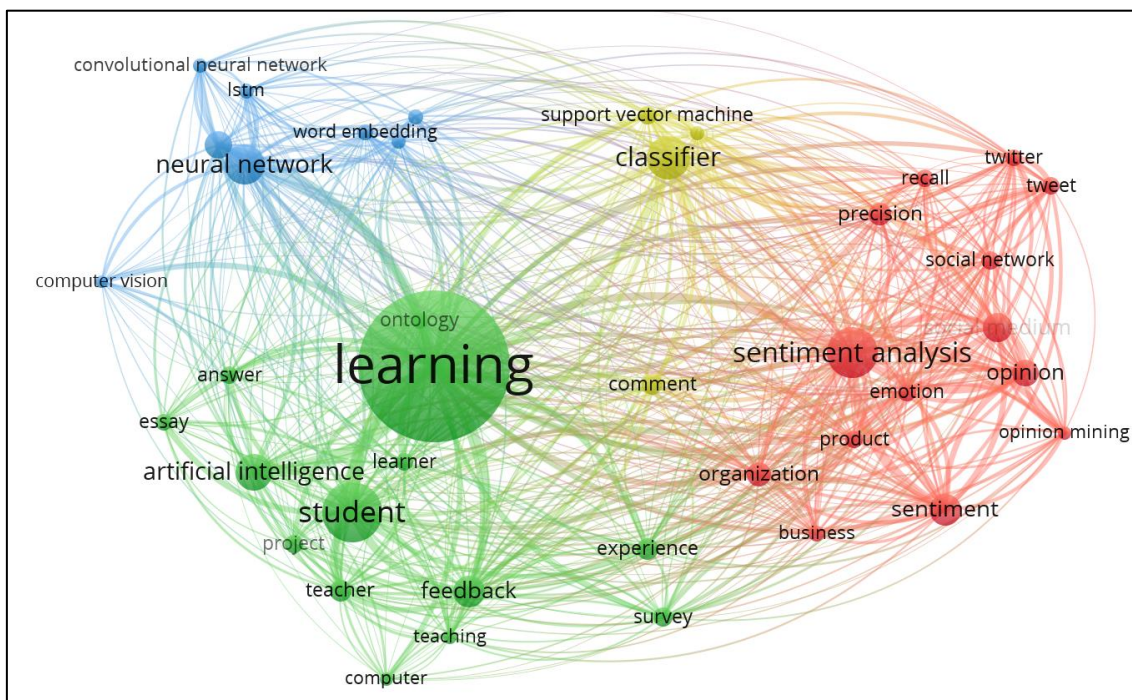 convolutional neural network
lstm
word embedding
neural network
support vector machine
classifier
twitter
recall
tweet
precision
social network
computer vision
ontology
learning
sentiment analysis
opinion
answer
comment
emotion
essay
opinion mining
product
artificial intelligence
learner
organization
student
sentiment
business
project
experience
teacher
feedback
survey
teaching
computer